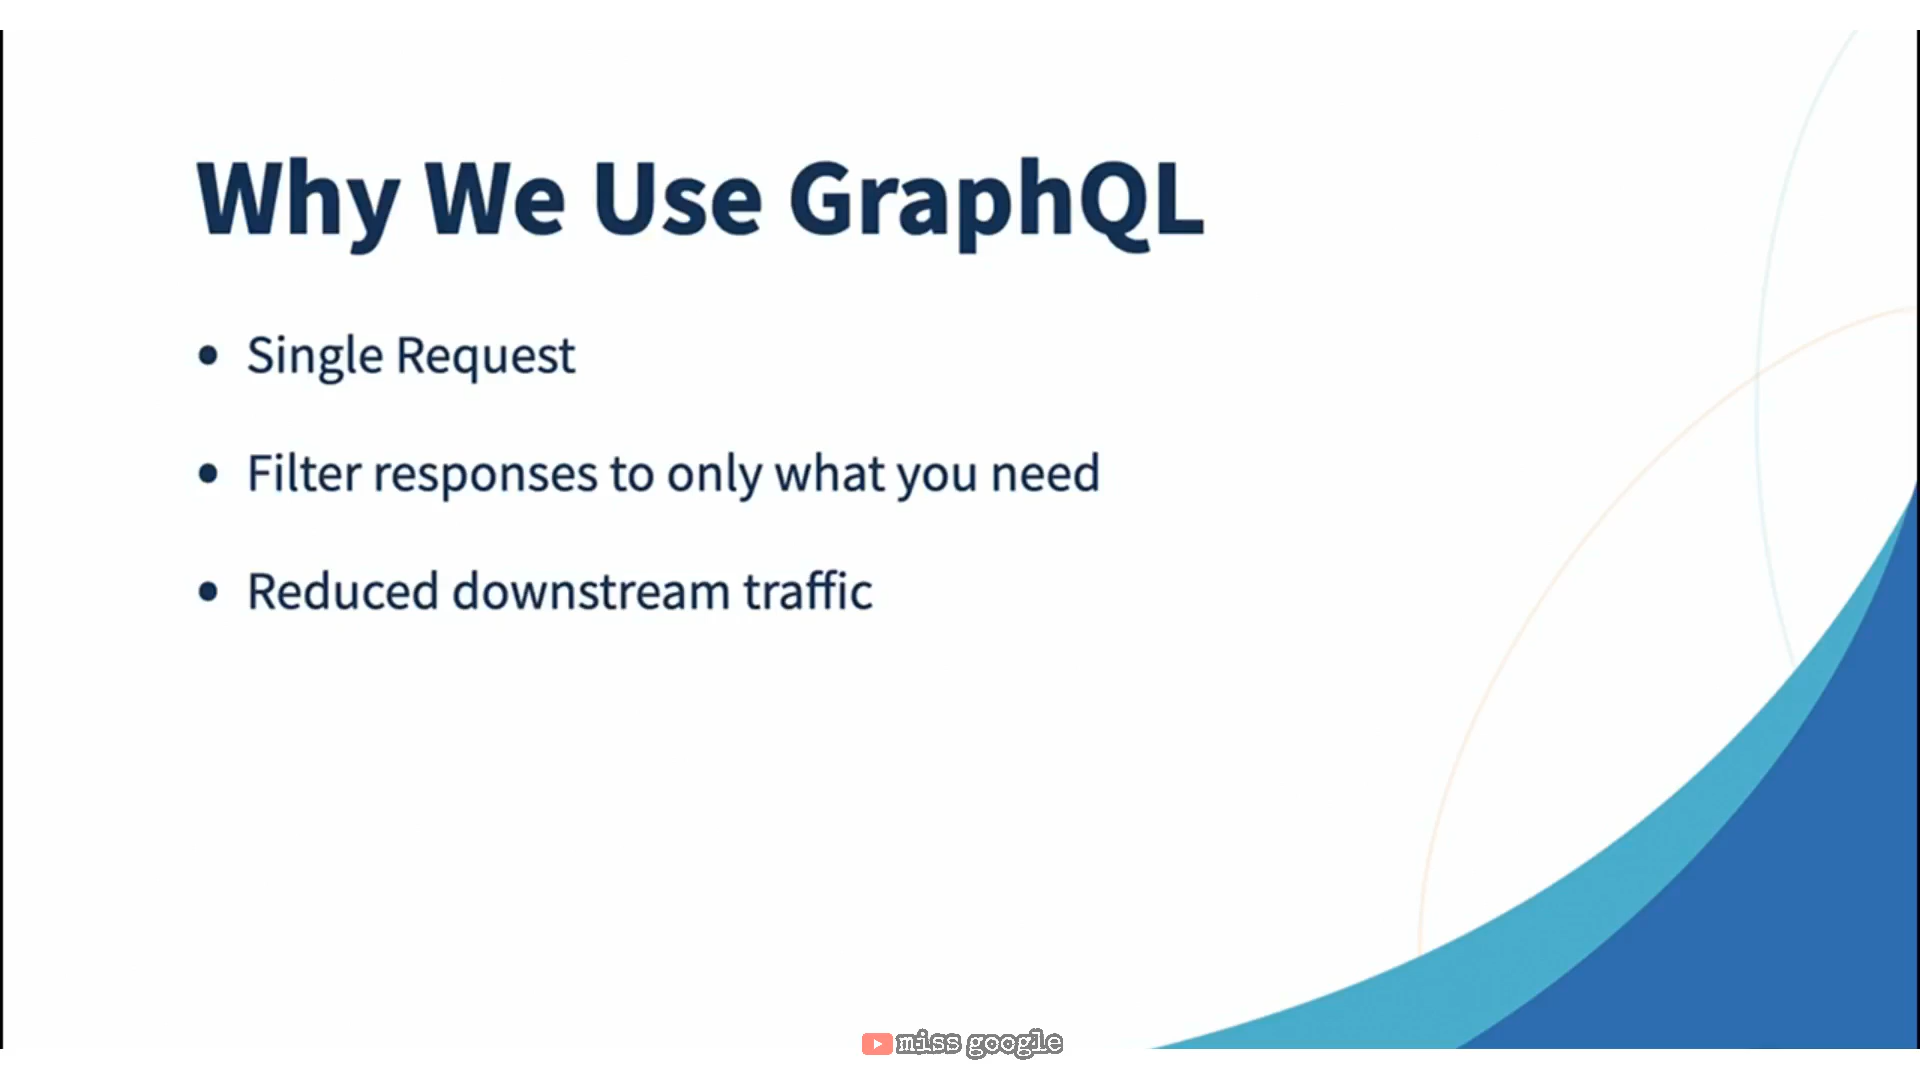 Why We Use GraphQL
• Single Request
• Filter responses to only what you need
• Reduced downstream traffic
miss google